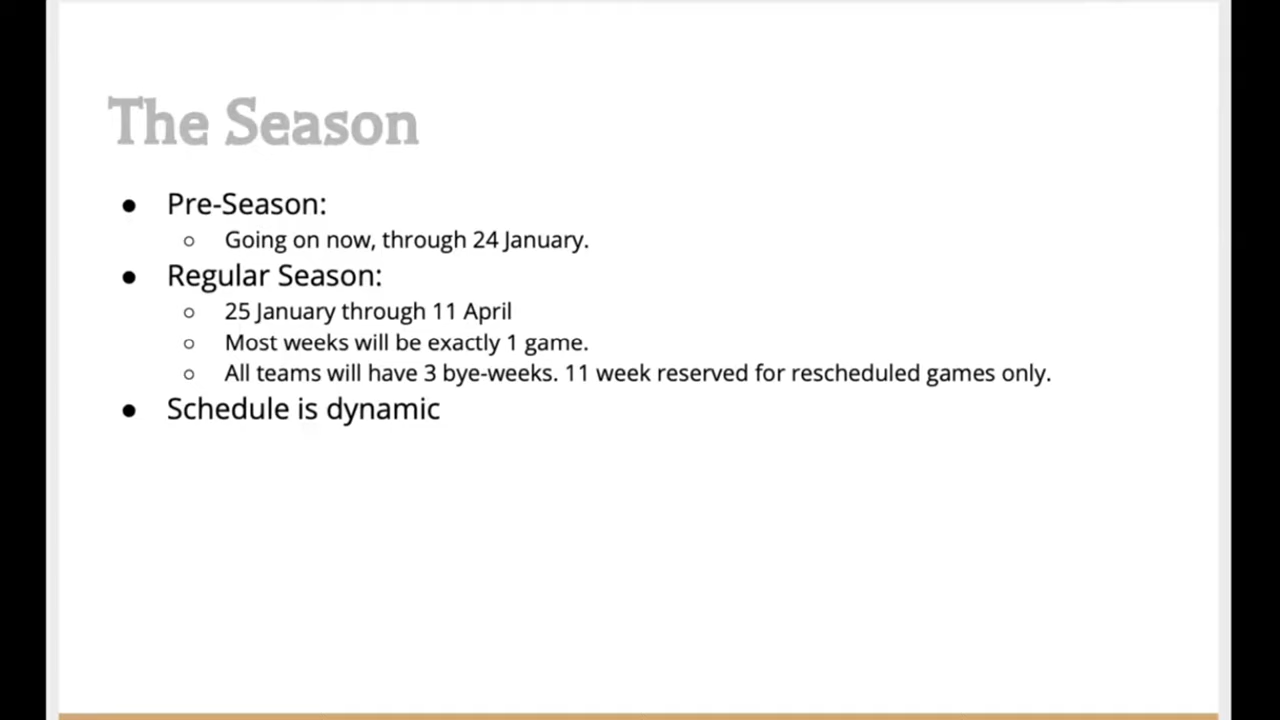 The Season
● Pre-Season:
○ Going on now, through 24 January.
● Regular Season:
○ 25 January through 11 April
○ Most weeks will be exactly 1 game.
○ All teams will have 3 bye-weeks. 11 week reserved for rescheduled games only.
● Schedule is dynamic